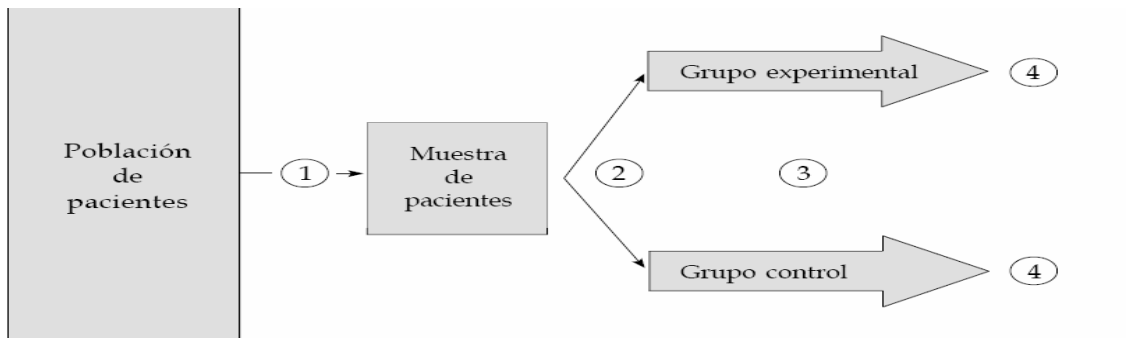 Población
de
pacientes
1
Muestra
de
pacientes
2
Grupo experimental
4
3
Grupo control
4